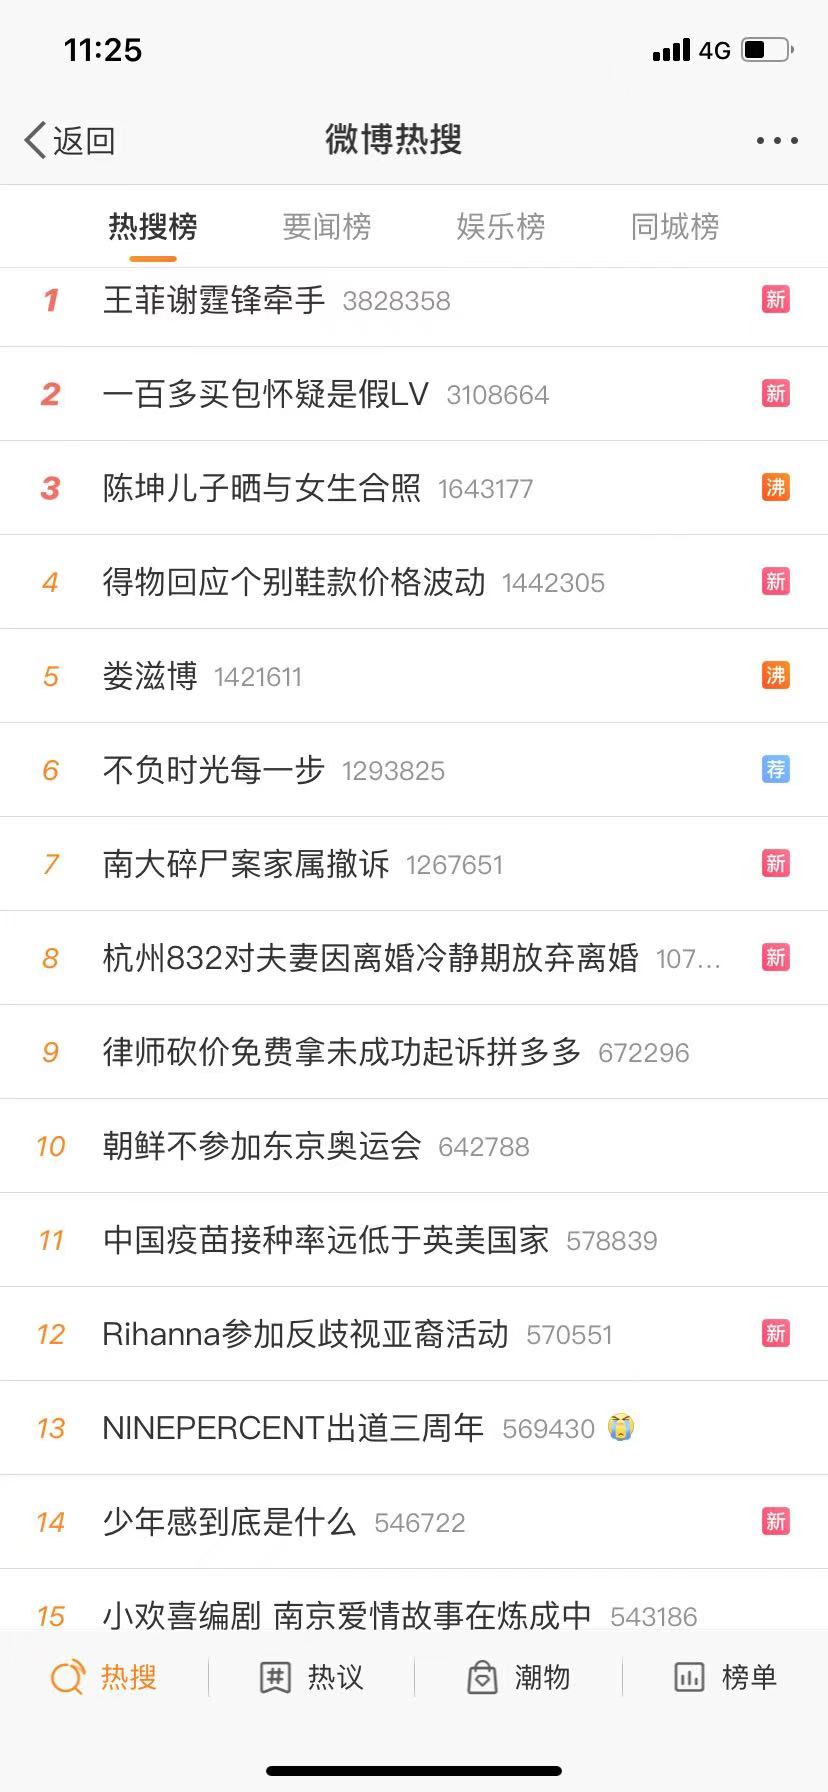 11:25 4G
返回 微博热搜
热搜榜 要闻榜 娱乐榜 同城榜
1 王菲谢霆锋牵手 3828358 新
2 一百多买包怀疑是假LV 3108664 新
3 陈坤儿子晒与女生合照 1643177 沸
4 得物回应个别鞋款价格波动 1442305 新
5 娄滋博 1421611 沸
6 不负时光每一步 1293825 荐
7 南大碎尸案家属撤诉 1267651 新
8 杭州832对夫妻因离婚冷静期放弃离婚 107... 新
9 律师砍价免费拿未成功起诉拼多多 672296
10 朝鲜不参加东京奥运会 642788
11 中国疫苗接种率远低于英美国家 578839
12 Rihanna参加反歧视亚裔活动 570551 新
13 NINEPERCENT出道三周年 569430
14 少年感到底是什么 546722 新
15 小欢喜编剧 南京爱情故事在炼成中 543186
热搜 热议 潮物 榜单